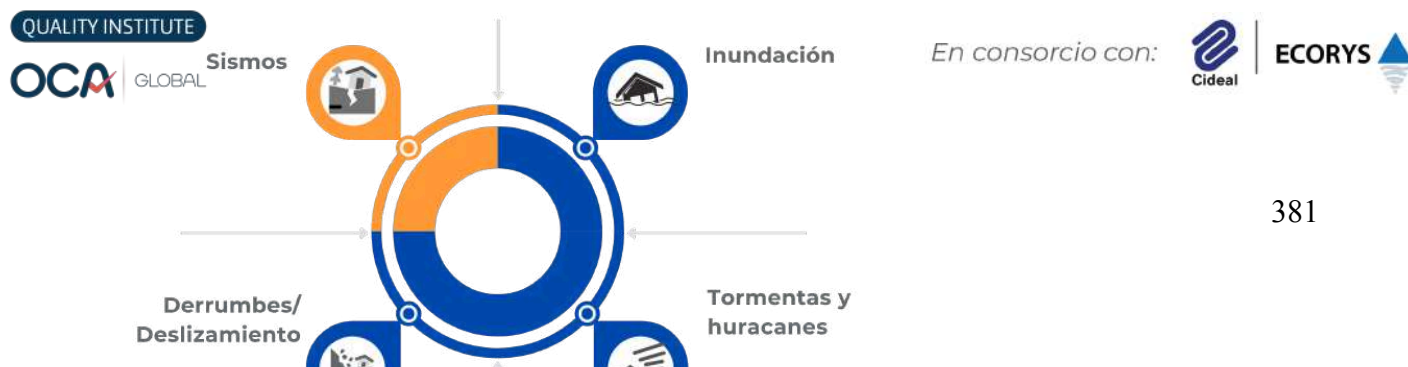 QUALITY INSTITUTE
OCA GLOBAL
Sismos
Inundación
En consorcio con:
Cideal
ECORYS
381
Derrumbes/
Deslizamiento
Tormentas y
huracanes